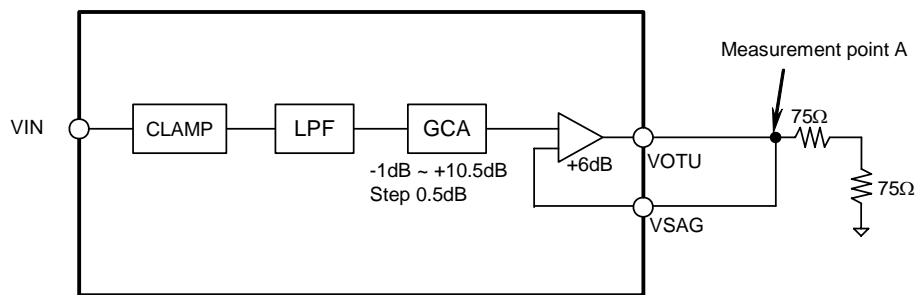 Measurement point A
VIN
CLAMP
LPF
GCA
-1dB ~ +10.5dB
Step 0.5dB
+6dB
VOTU
VSAG
75Ω
75Ω